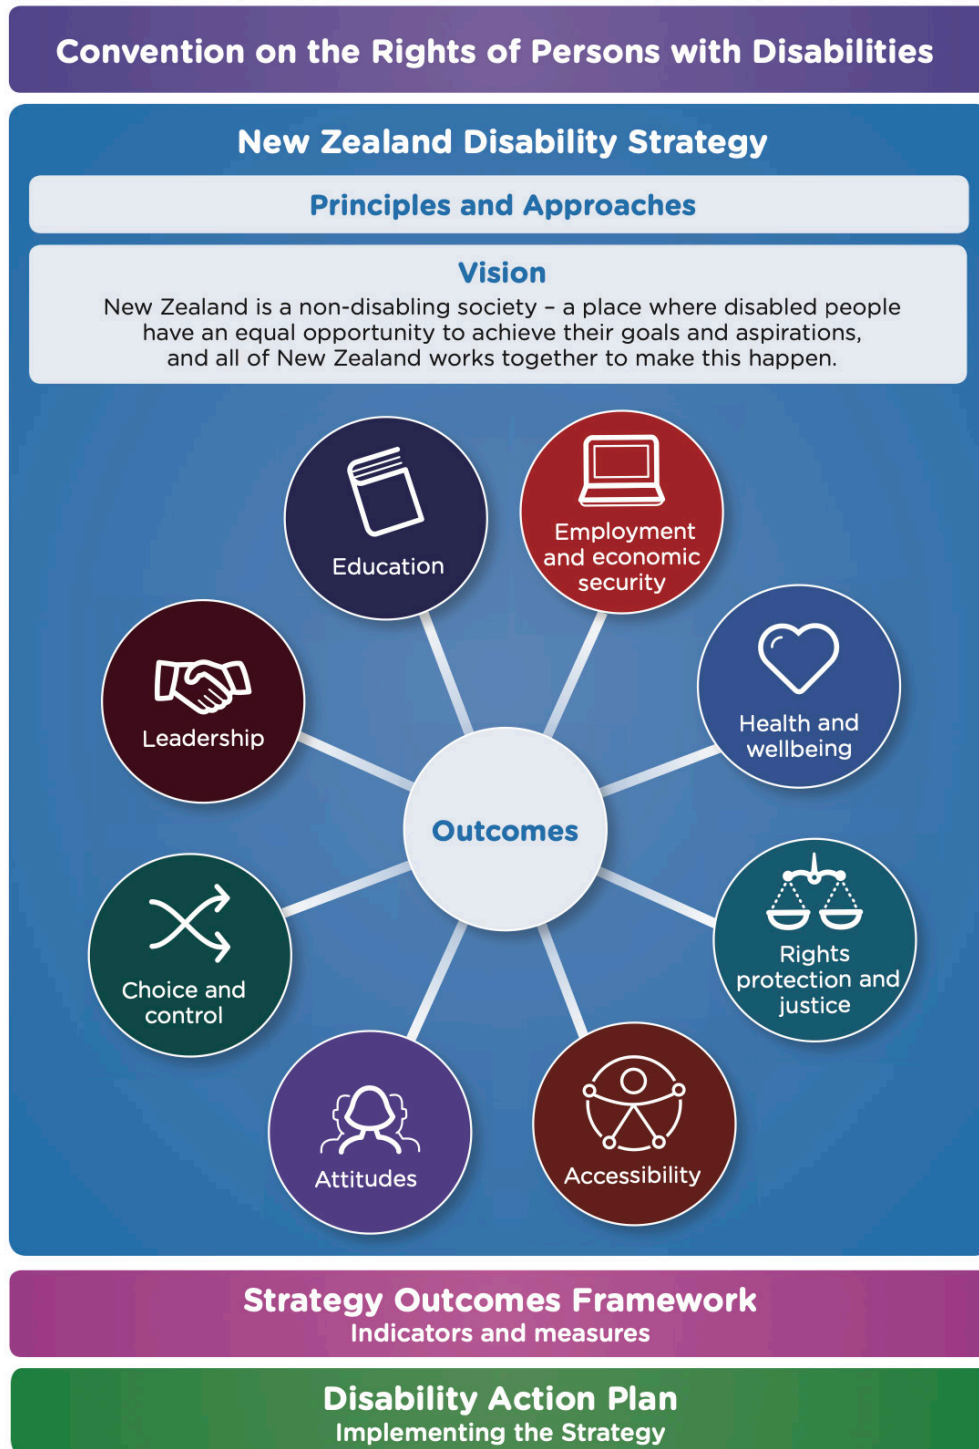 Convention on the Rights of Persons with Disabilities
New Zealand Disability Strategy
Principles and Approaches
Vision
New Zealand is a non-disabling society – a place where disabled people
have an equal opportunity to achieve their goals and aspirations,
and all of New Zealand works together to make this happen.
Education
Employment
and economic
security
Health and
wellbeing
Rights
protection and
justice
Accessibility
Attitudes
Choice and
control
Leadership
Outcomes
Strategy Outcomes Framework
Indicators and measures
Disability Action Plan
Implementing the Strategy